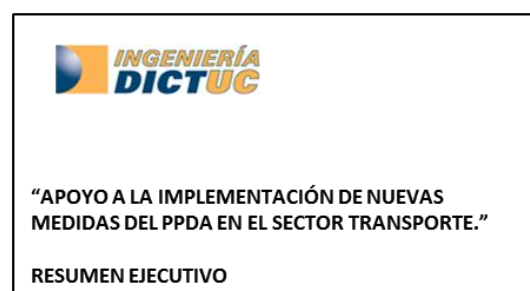 INGENIERÍA
DICTUC
“APOYO A LA IMPLEMENTACIÓN DE NUEVAS
MEDIDAS DEL PPDA EN EL SECTOR TRANSPORTE.”
RESUMEN EJECUTIVO